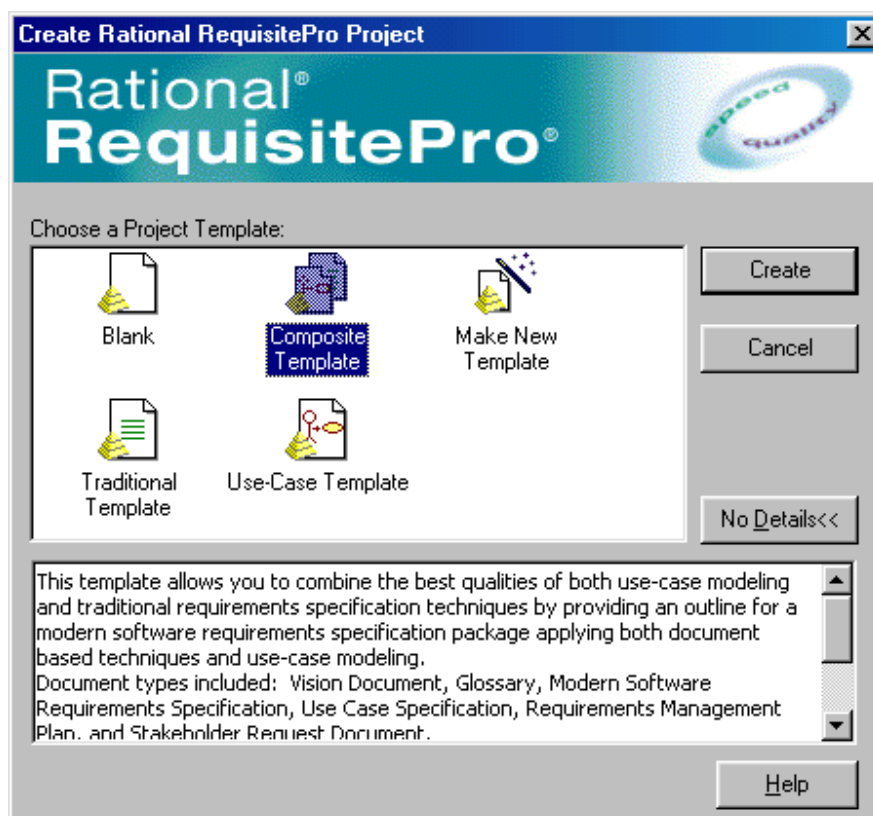 Create Rational RequisitePro Project
Rational®
RequisitePro®
speed
quality
Choose a Project Template:
Blank
Composite
Template
Make New
Template
Traditional
Template
Use-Case Template
Create
Cancel
No Details<<
This template allows you to combine the best qualities of both use-case modeling
and traditional requirements specification techniques by providing an outline for a
modern software requirements specification package applying both document
based techniques and use-case modeling.
Document types included:  Vision Document, Glossary, Modern Software
Requirements Specification, Use Case Specification, Requirements Management
Plan, and Stakeholder Request Document.
Help